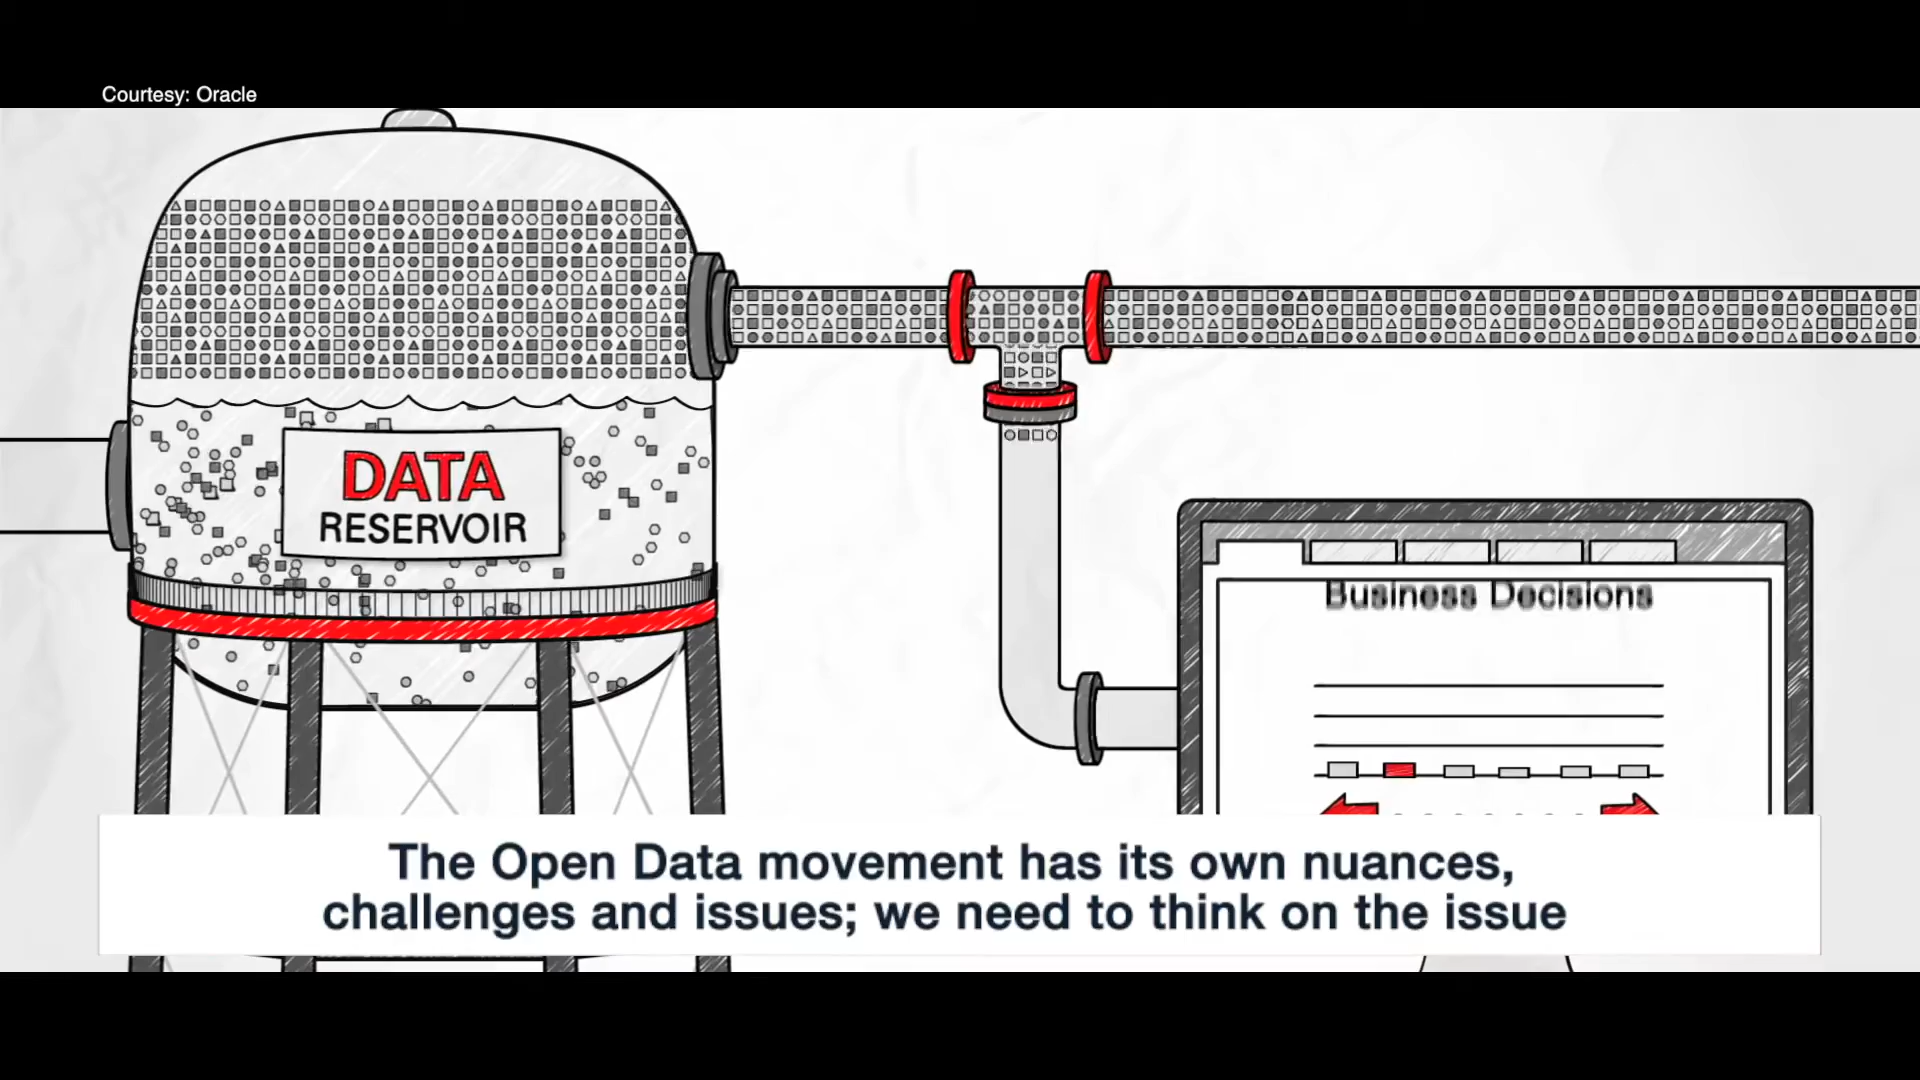 Courtesy: Oracle
DATA
RESERVOIR
Business Decisions
The Open Data movement has its own nuances,
challenges and issues; we need to think on the issue